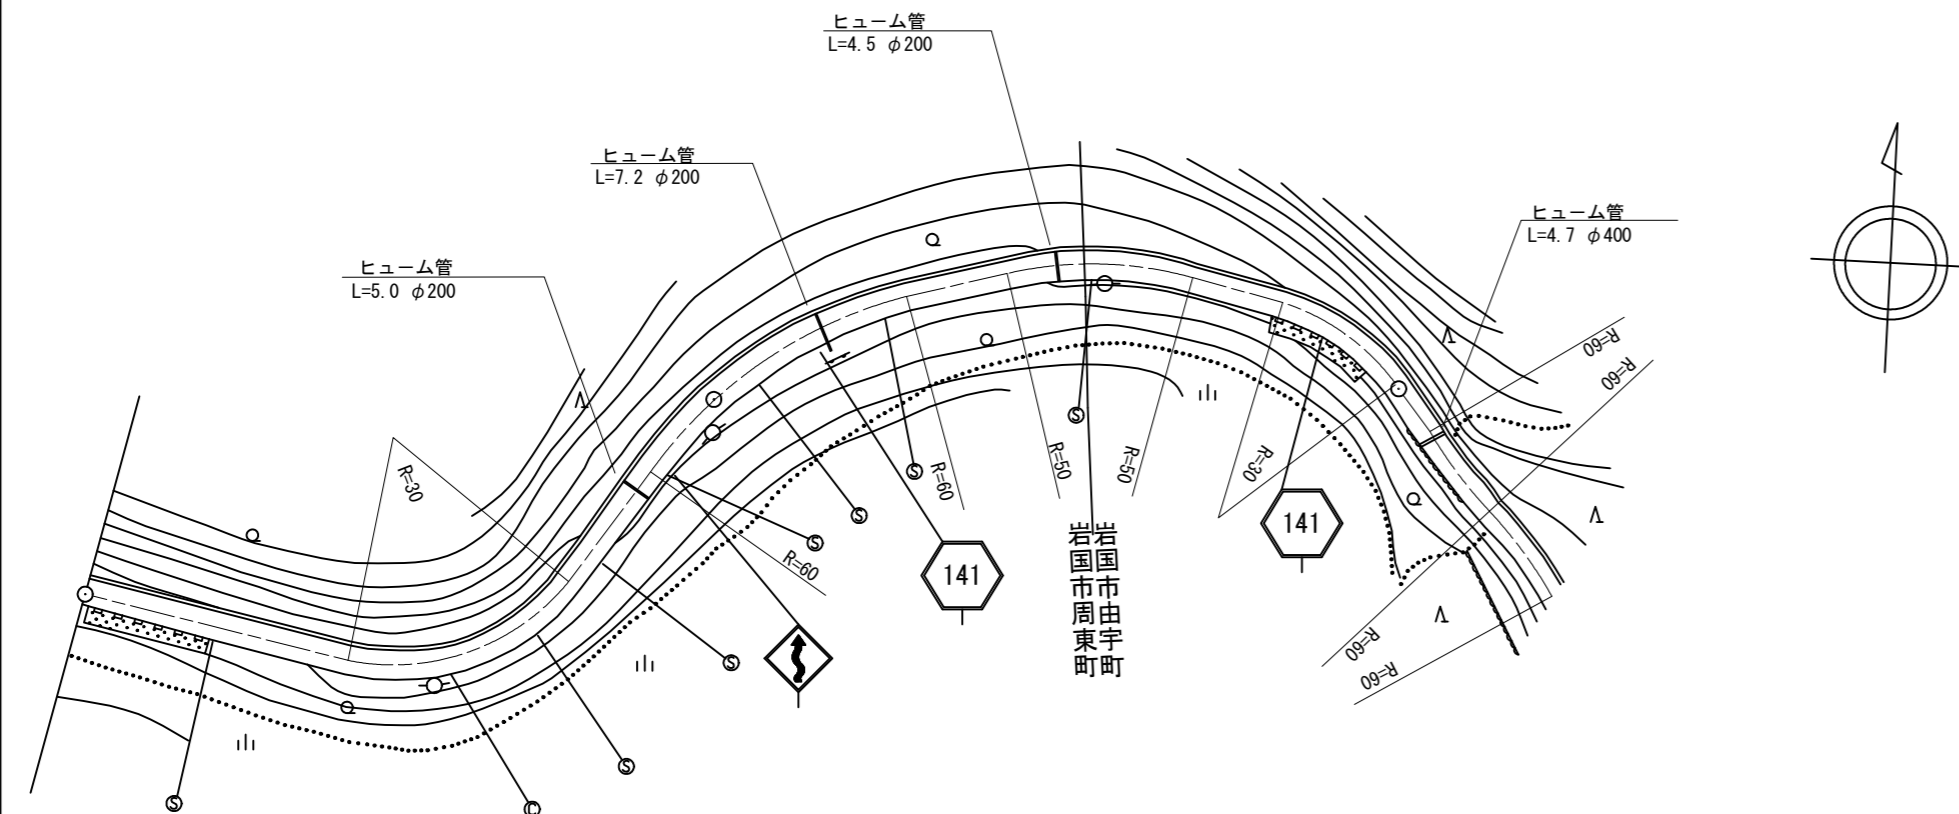 ヒューム管
L=4.5 φ200
ヒューム管
L=7.2 φ200
ヒューム管
L=4.7 φ400
ヒューム管
L=5.0 φ200
R=60
R=60
R=30
R=60
R=50
R=50
R=30
S
S
S
141
141
岩国市周東町
岩国市由宇町
S
R=60
S
R=60
R=60
S
S
C